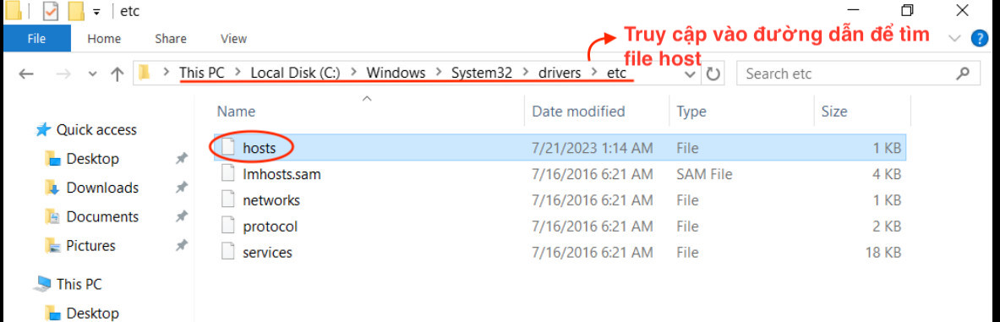 etc
File Home Share View
Truy cập vào đường dẫn để tìm
file host
This PC > Local Disk (C:) > Windows > System32 > drivers > etc
Search etc
Name Date modified Type Size
Quick access
Desktop
Downloads
Documents
Pictures
This PC
Desktop
hosts 7/21/2023 1:14 AM File 1 KB
lmhosts.sam 7/16/2016 6:21 AM SAM File 4 KB
networks 7/16/2016 6:21 AM File 1 KB
protocol 7/16/2016 6:21 AM File 2 KB
services 7/16/2016 6:21 AM File 18 KB